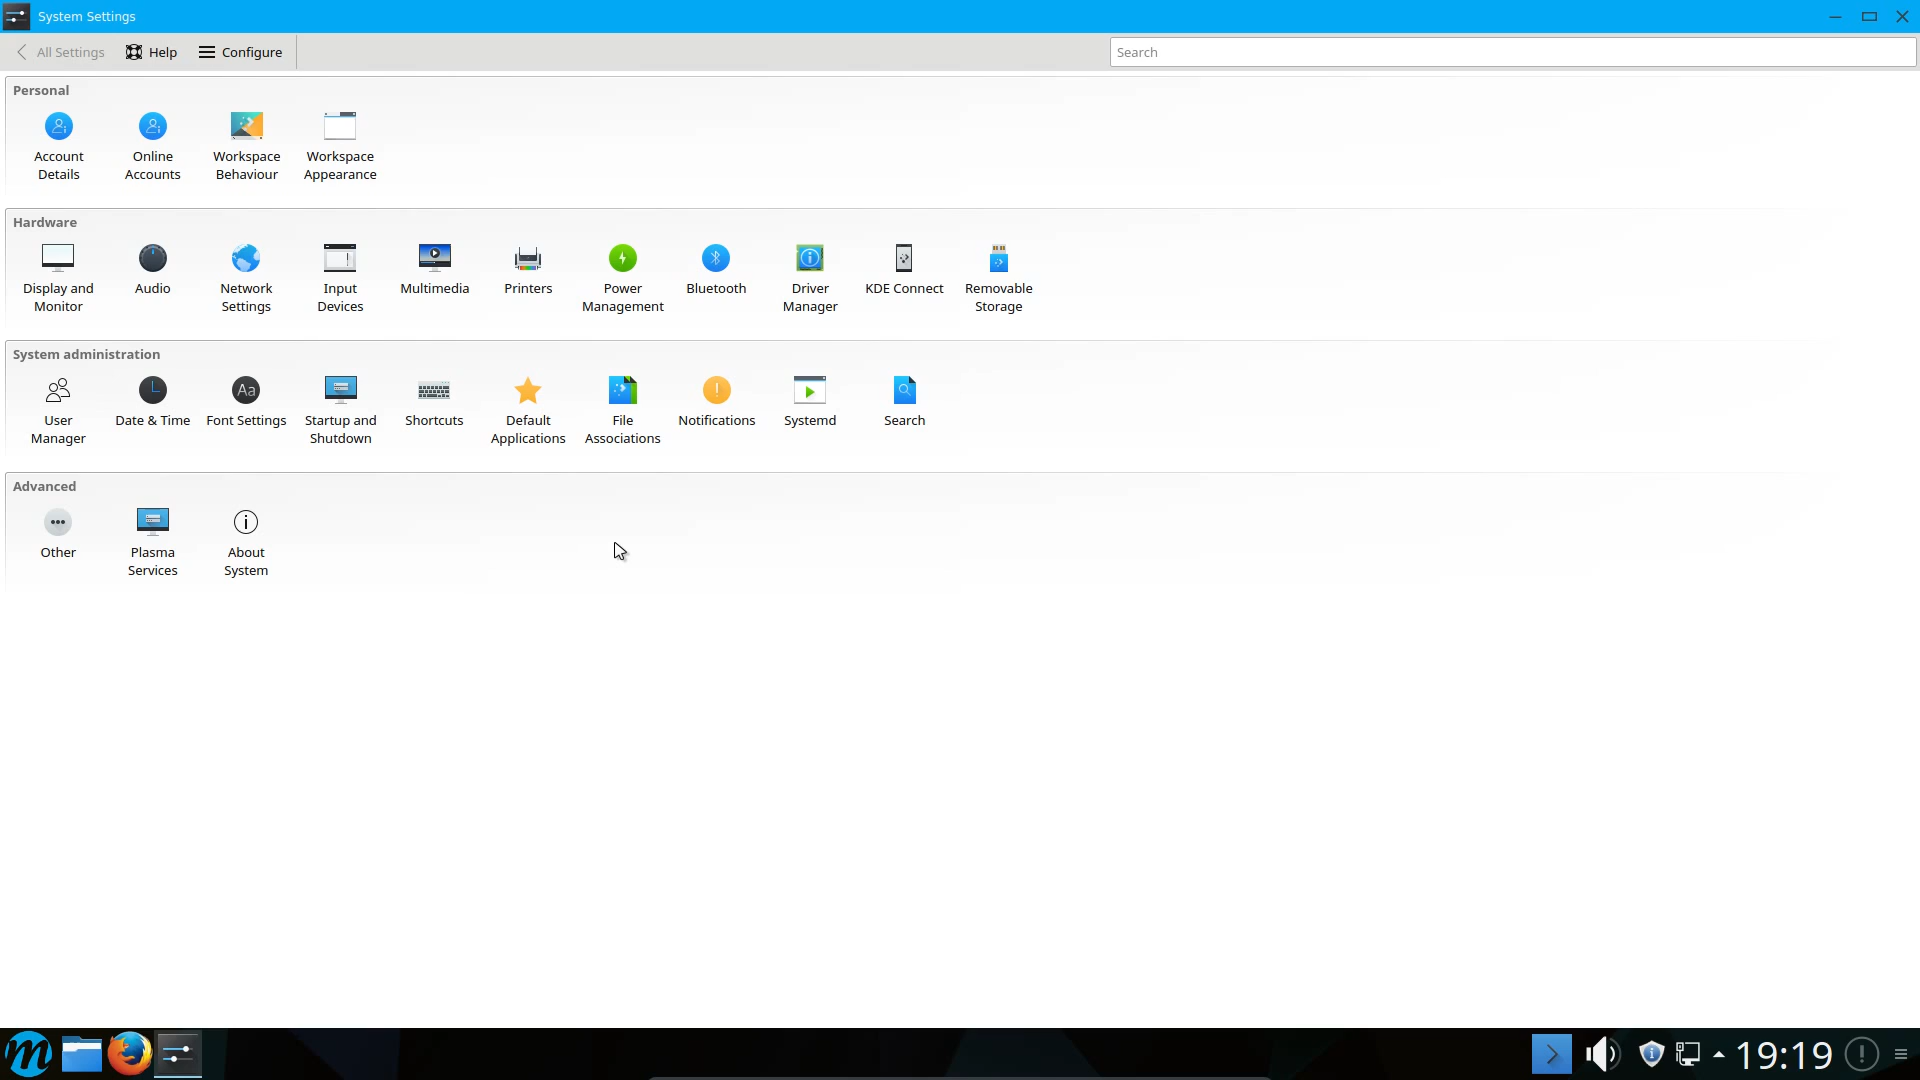 System Settings
All Settings Help Configure Search
Personal
Account Details
Online Accounts
Workspace Behaviour
Workspace Appearance
Hardware
Display and Monitor
Audio
Network Settings
Input Devices
Multimedia
Printers
Power Management
Bluetooth
Driver Manager
KDE Connect
Removable Storage
System administration
User Manager
Date & Time
Aa
Font Settings
Startup and Shutdown
Shortcuts
Default Applications
File Associations
Notifications
Systemd
Search
Advanced
Other
Plasma Services
About System
m
19:19